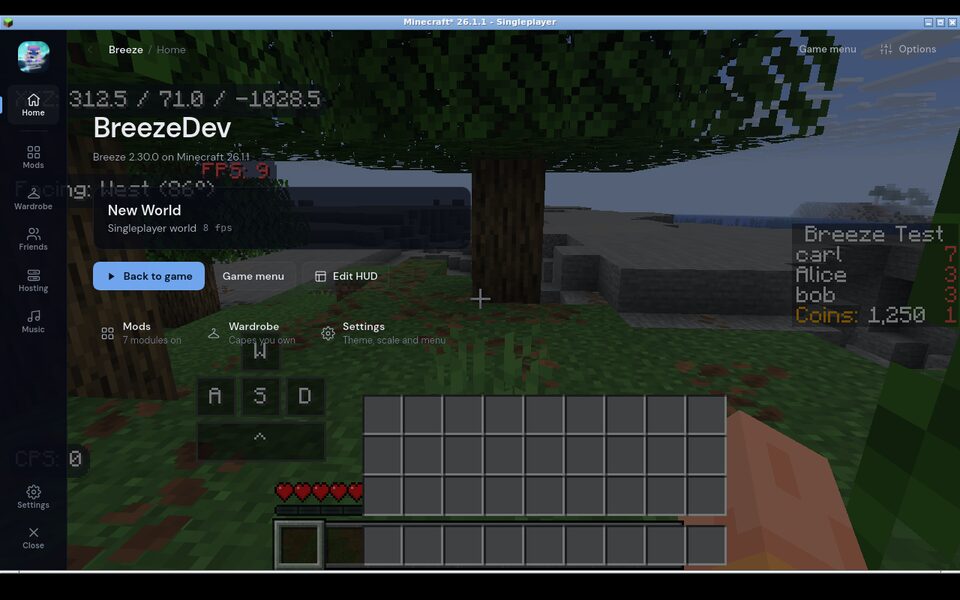 Minecraft* 26.1.1 - Singleplayer
Breeze / Home
Game menu
Options
312.5 / 71.0 / -1028.5
Home
BreezeDev
Breeze 2.30.0 on Minecraft 26.1.1
FPS: 9
Mods
Facing: West (86°)
Wardrobe
New World
Singleplayer world 8 fps
Friends
Breeze Test
carl 7
Alice 3
bob 3
Coins: 1,250 1
Back to game
Game menu
Edit HUD
Hosting
Music
Mods
7 modules on
Wardrobe
Capes you own
Settings
Theme, scale and menu
W
A S D
^
CPS: 0
Settings
Close